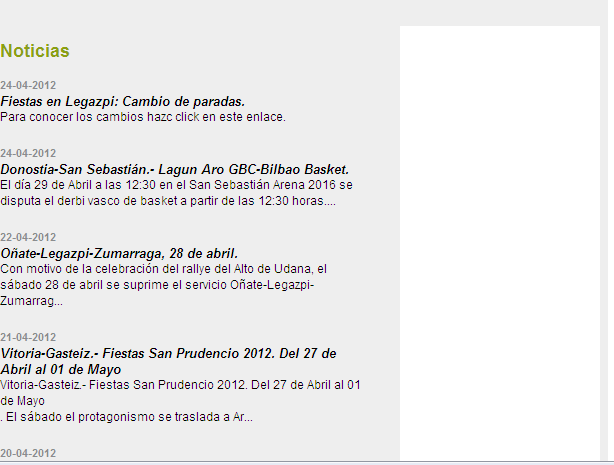 Noticias
24-04-2012
Fiestas en Legazpi: Cambio de paradas.
Para conocer los cambios hazc click en este enlace.
24-04-2012
Donostia-San Sebastián.- Lagun Aro GBC-Bilbao Basket.
El día 29 de Abril a las 12:30 en el San Sebastián Arena 2016 se
disputa el derbi vasco de basket a partir de las 12:30 horas....
22-04-2012
Oñate-Legazpi-Zumarraga, 28 de abril.
Con motivo de la celebración del rallye del Alto de Udana, el
sábado 28 de abril se suprime el servicio Oñate-Legazpi-
Zumarrag...
21-04-2012
Vitoria-Gasteiz.- Fiestas San Prudencio 2012. Del 27 de
Abril al 01 de Mayo
Vitoria-Gasteiz.- Fiestas San Prudencio 2012. Del 27 de Abril al 01
de Mayo
. El sábado el protagonismo se traslada a Ar...
20-04-2012